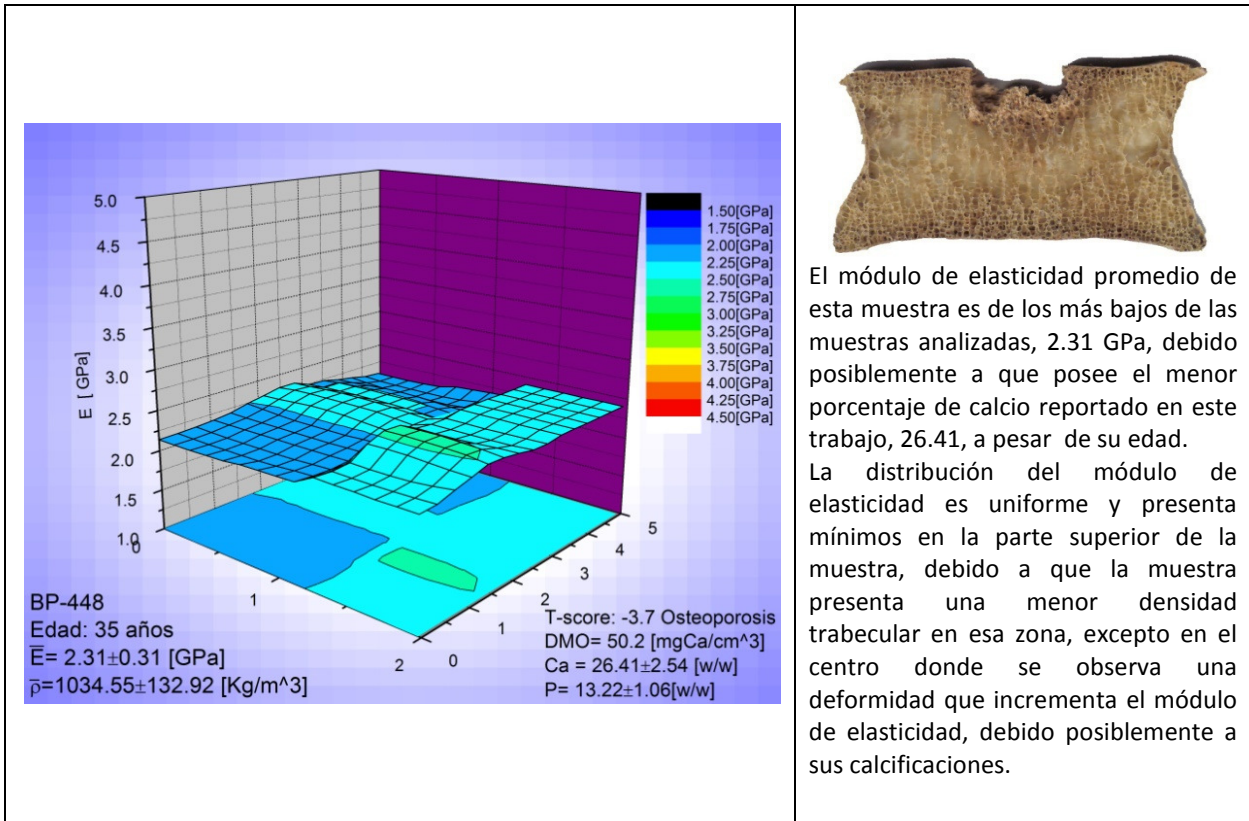 5.0
4.5
4.0
3.5
3.0
2.5
2.0
1.5
1.0
E [ GPa]
0
1
2
0
1
2
3
4
5
1.50[GPa]
1.75[GPa]
2.00[GPa]
2.25[GPa]
2.50[GPa]
2.75[GPa]
3.00[GPa]
3.25[GPa]
3.50[GPa]
3.75[GPa]
4.00[GPa]
4.25[GPa]
4.50[GPa]
BP-448
Edad: 35 años
E̅= 2.31±0.31 [GPa]
ρ̅=1034.55±132.92 [Kg/m^3]
T-score: -3.7 Osteoporosis
DMO= 50.2 [mgCa/cm^3]
Ca = 26.41±2.54 [w/w]
P= 13.22±1.06[w/w]
El módulo de elasticidad promedio de
esta muestra es de los más bajos de las
muestras analizadas, 2.31 GPa, debido
posiblemente a que posee el menor
porcentaje de calcio reportado en este
trabajo, 26.41, a pesar de su edad.
La distribución del módulo de
elasticidad es uniforme y presenta
mínimos en la parte superior de la
muestra, debido a que la muestra
presenta una menor densidad
trabecular en esa zona, excepto en el
centro donde se observa una
deformidad que incrementa el módulo
de elasticidad, debido posiblemente a
sus calcificaciones.